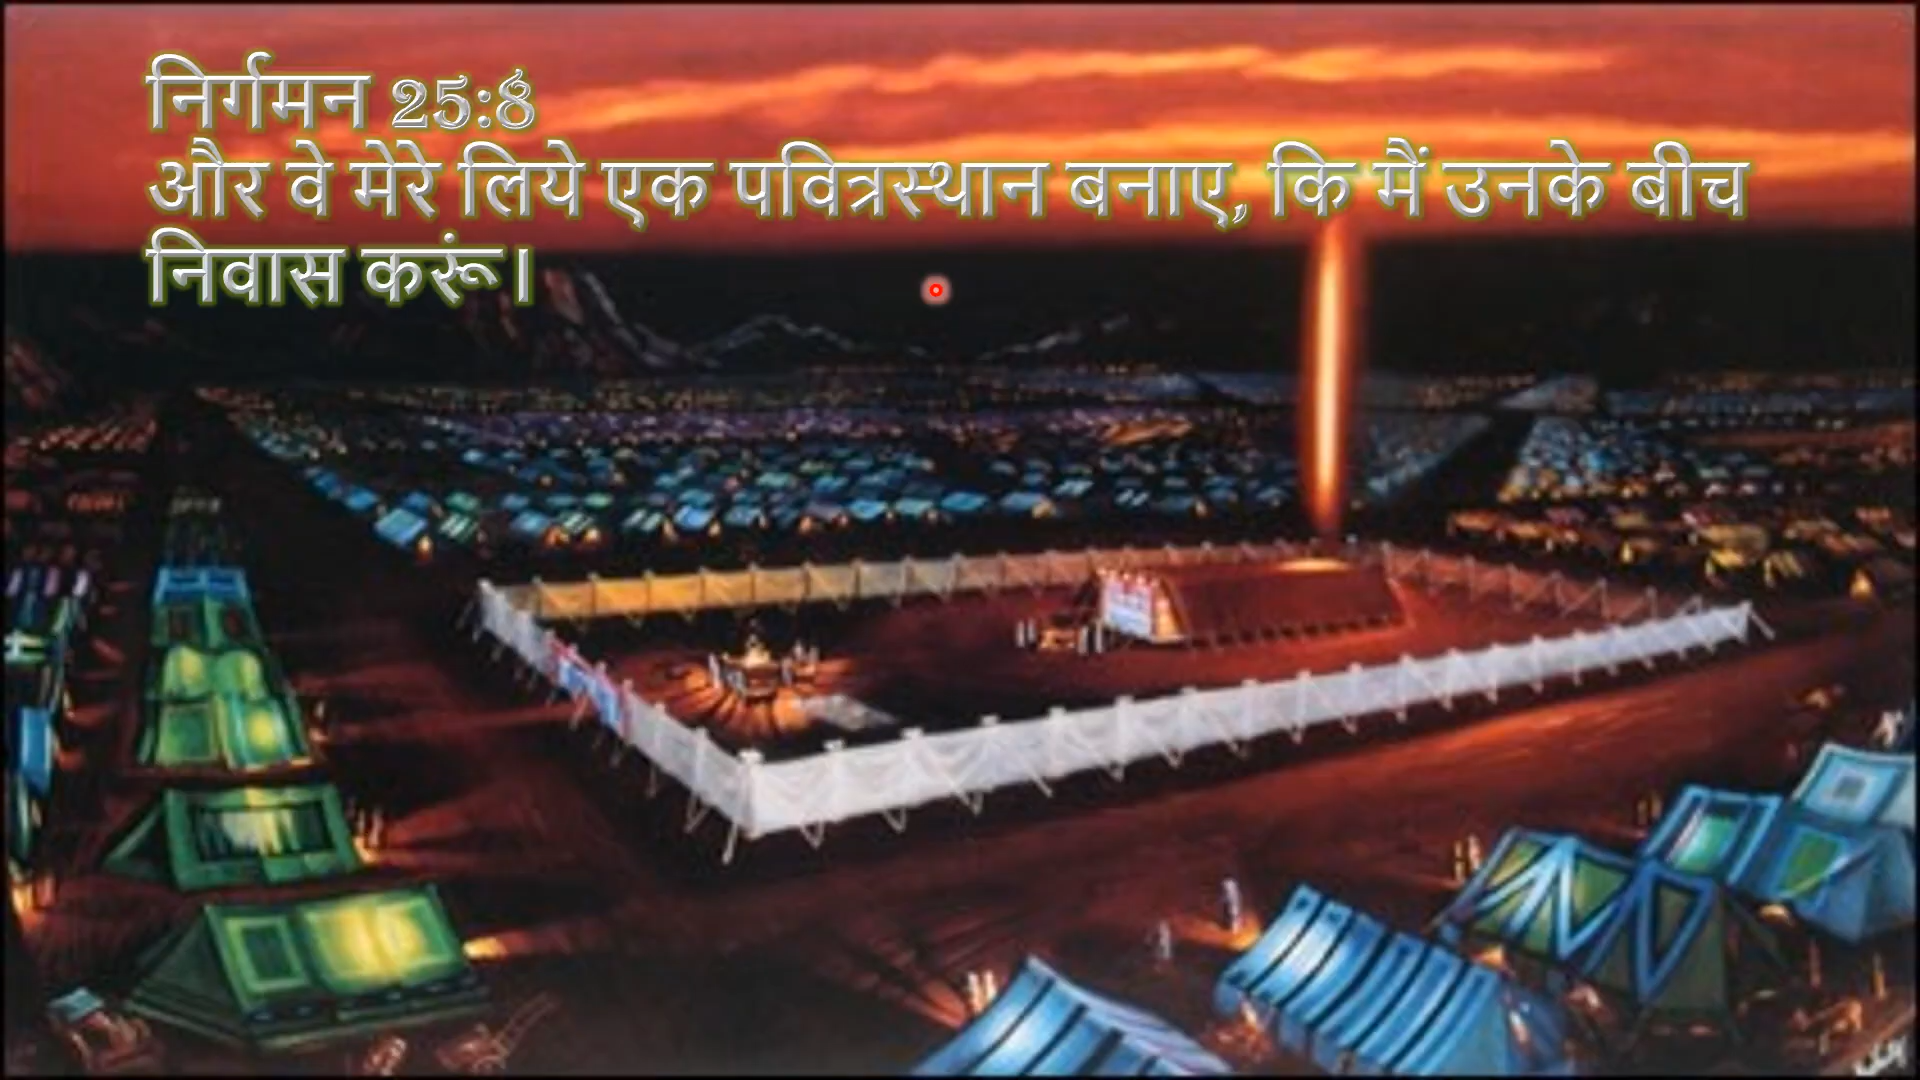 निर्गमन 25:8
और वे मेरे लिये एक पवित्रस्थान बनाए, कि मैं उनके बीच
निवास करूं।